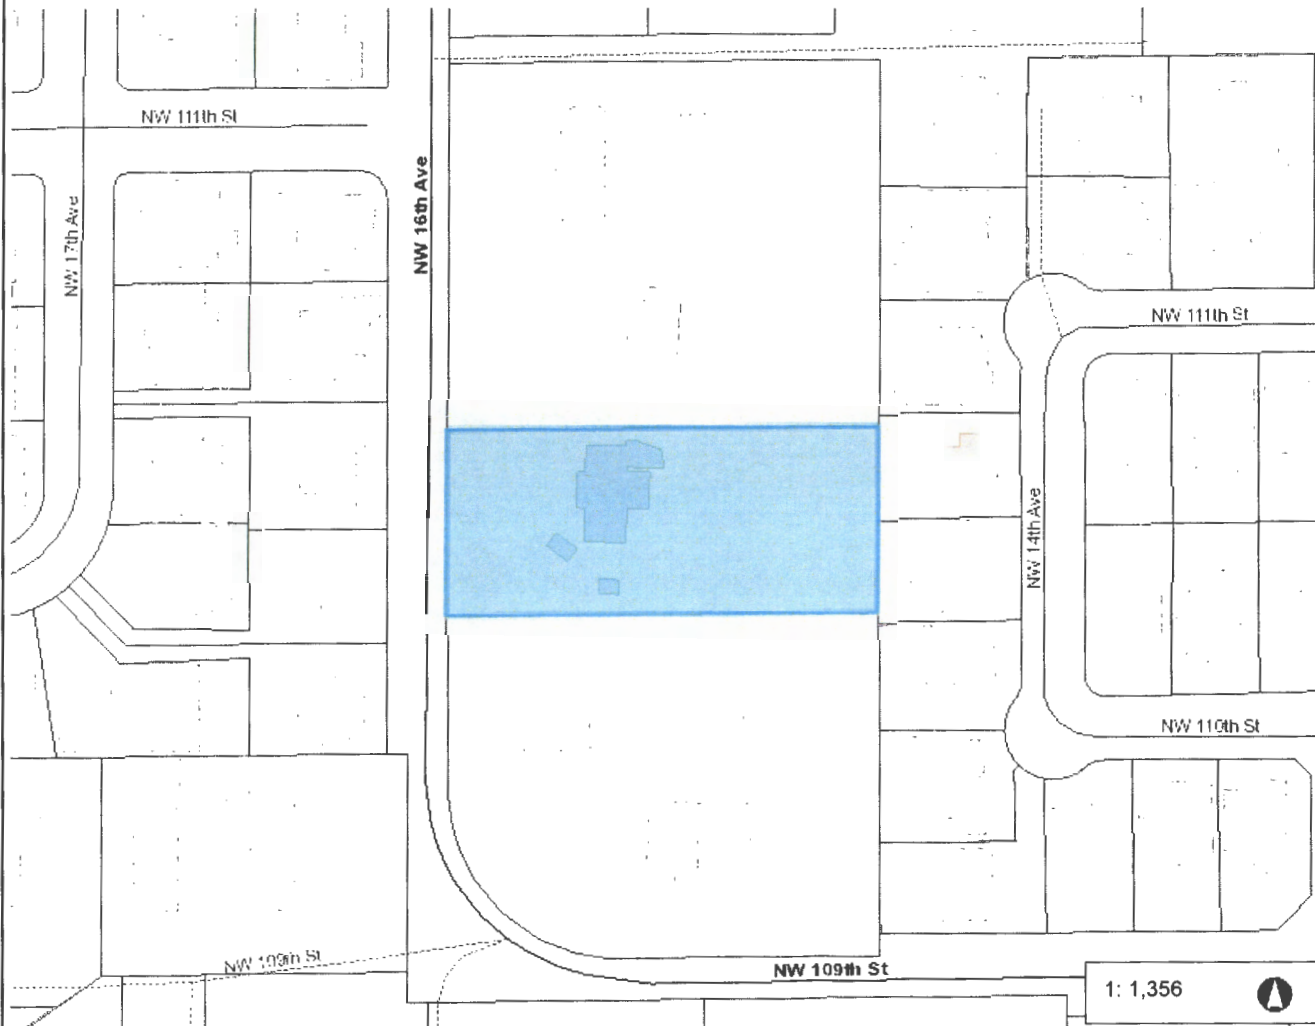 NW 111th St
NW 16th Ave
NW 17th Ave
NW 111th St
NW 14th Ave
NW 110th St
NW 109th St
NW 109th St
1: 1,356